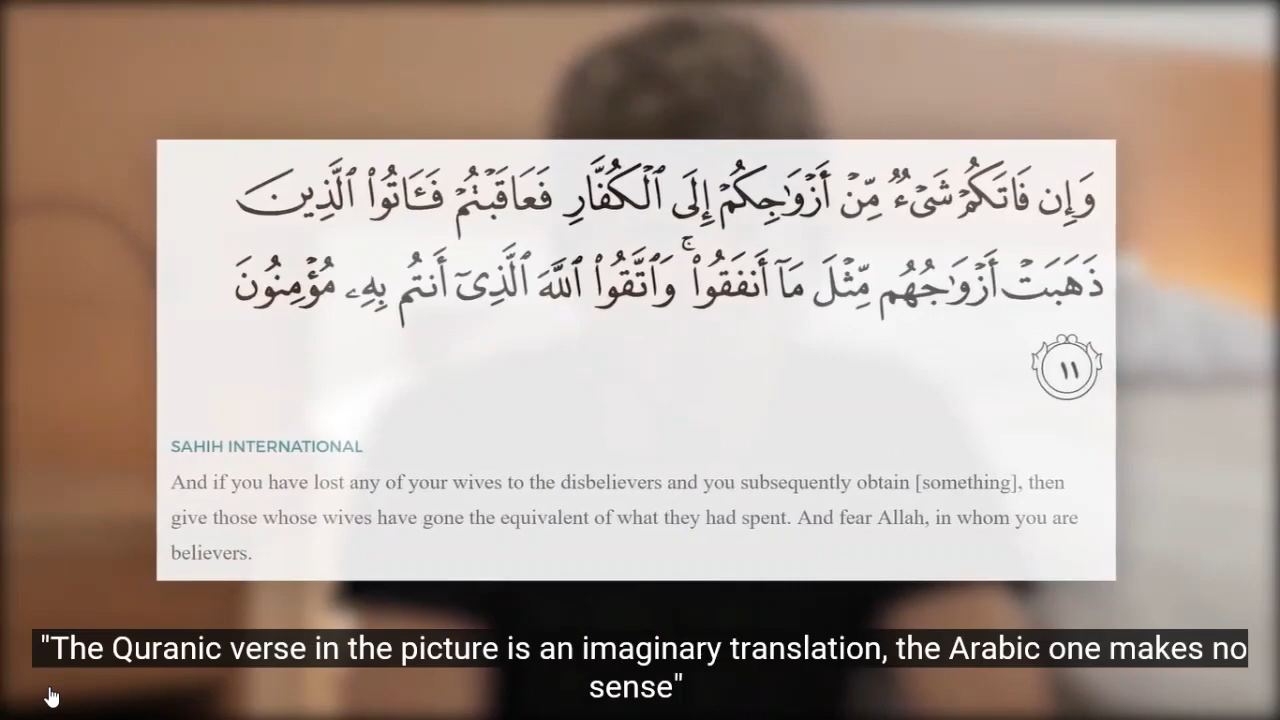 وَإِن فَاتَكُمْ شَىْءٌ مِّنْ أَزْوَٰجِكُمْ إِلَى ٱلْكُفَّارِ فَعَاقَبْتُمْ فَـَٔاتُوا۟ ٱلَّذِينَ
ذَهَبَتْ أَزْوَٰجُهُم مِّثْلَ مَآ أَنفَقُوا۟ ۚ وَٱتَّقُوا۟ ٱللَّهَ ٱلَّذِىٓ أَنتُم بِهِۦ مُؤْمِنُونَ
١١
SAHIH INTERNATIONAL
And if you have lost any of your wives to the disbelievers and you subsequently obtain [something], then
give those whose wives have gone the equivalent of what they had spent. And fear Allah, in whom you are
believers.
"The Quranic verse in the picture is an imaginary translation, the Arabic one makes no
sense"